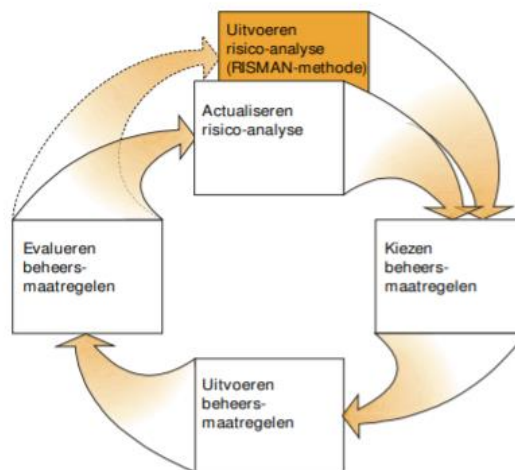 Uitvoeren
risico-analyse
(RISMAN-methode)
Actualiseren
risico-analyse
Evalueren
beheers-
maatregelen
Kiezen
beheers-
maatregelen
Uitvoeren
beheers-
maatregelen